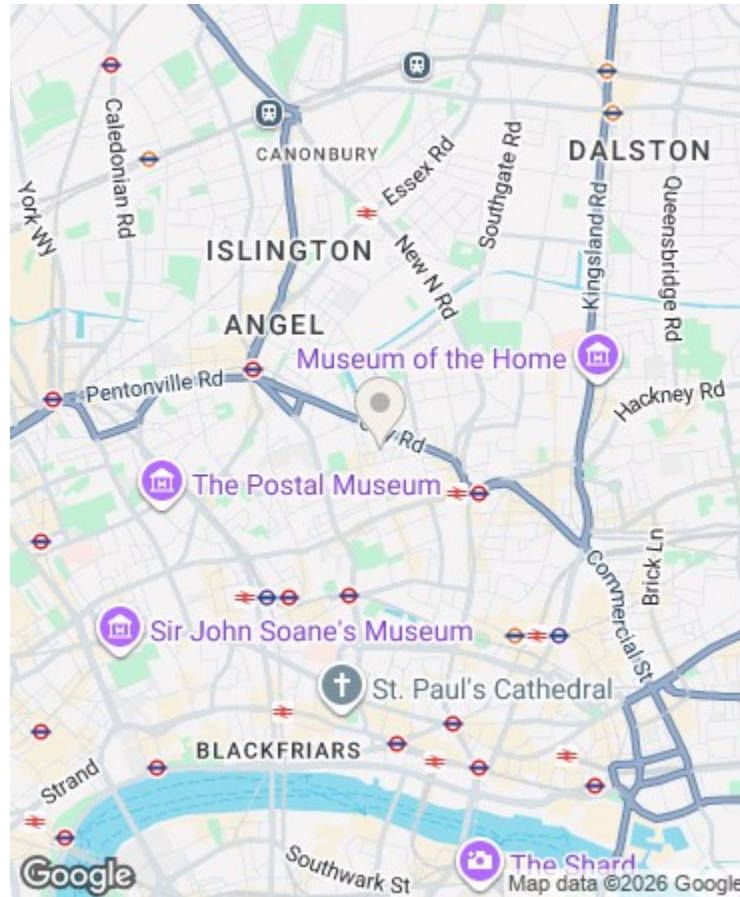 CANONBURY
DALSTON
Caledonian Rd
York Wy
Essex Rd
Southgate Rd
Queensbridge Rd
Kingsland Rd
ISLINGTON
New N Rd
ANGEL
Museum of the Home
Pentonville Rd
Hackney Rd
Rd
The Postal Museum
Brick Ln
Commercial St
Sir John Soane's Museum
St. Paul's Cathedral
BLACKFRIARS
Strand
Southwark St
The Shard
Google
Map data ©2026 Google